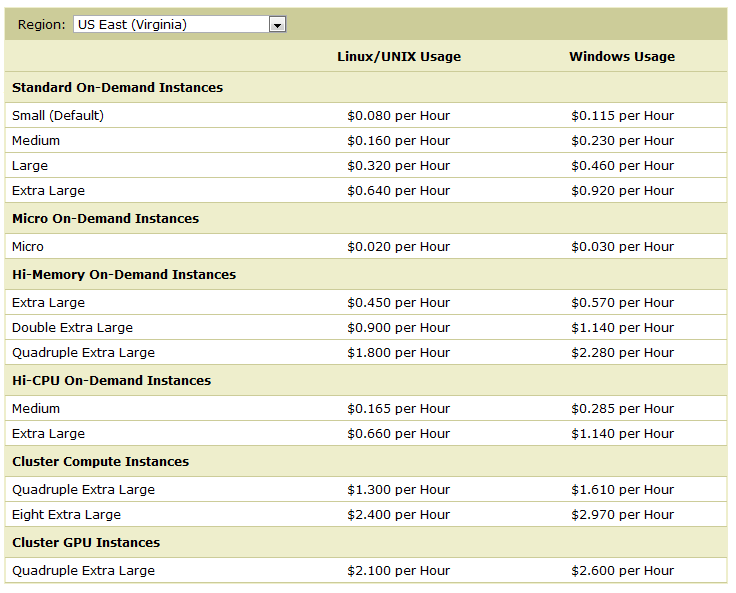 Region: US East (Virginia)
Linux/UNIX Usage Windows Usage
Standard On-Demand Instances
Small (Default) $0.080 per Hour $0.115 per Hour
Medium $0.160 per Hour $0.230 per Hour
Large $0.320 per Hour $0.460 per Hour
Extra Large $0.640 per Hour $0.920 per Hour
Micro On-Demand Instances
Micro $0.020 per Hour $0.030 per Hour
Hi-Memory On-Demand Instances
Extra Large $0.450 per Hour $0.570 per Hour
Double Extra Large $0.900 per Hour $1.140 per Hour
Quadruple Extra Large $1.800 per Hour $2.280 per Hour
Hi-CPU On-Demand Instances
Medium $0.165 per Hour $0.285 per Hour
Extra Large $0.660 per Hour $1.140 per Hour
Cluster Compute Instances
Quadruple Extra Large $1.300 per Hour $1.610 per Hour
Eight Extra Large $2.400 per Hour $2.970 per Hour
Cluster GPU Instances
Quadruple Extra Large $2.100 per Hour $2.600 per Hour